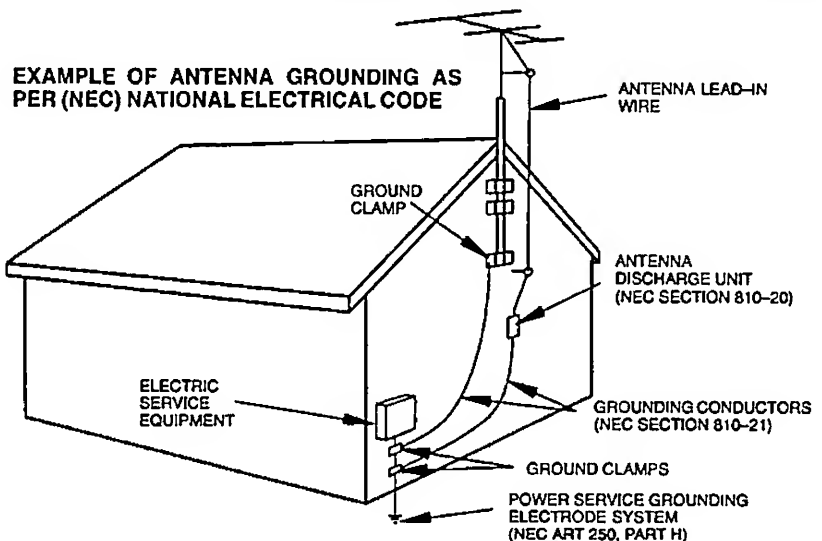 EXAMPLE OF ANTENNA GROUNDING AS
PER (NEC) NATIONAL ELECTRICAL CODE
ANTENNA LEAD-IN
WIRE
GROUND
CLAMP
ANTENNA
DISCHARGE UNIT
(NEC SECTION 810-20)
ELECTRIC
SERVICE
EQUIPMENT
GROUNDING CONDUCTORS
(NEC SECTION 810-21)
GROUND CLAMPS
POWER SERVICE GROUNDING
ELECTRODE SYSTEM
(NEC ART 250, PART H)